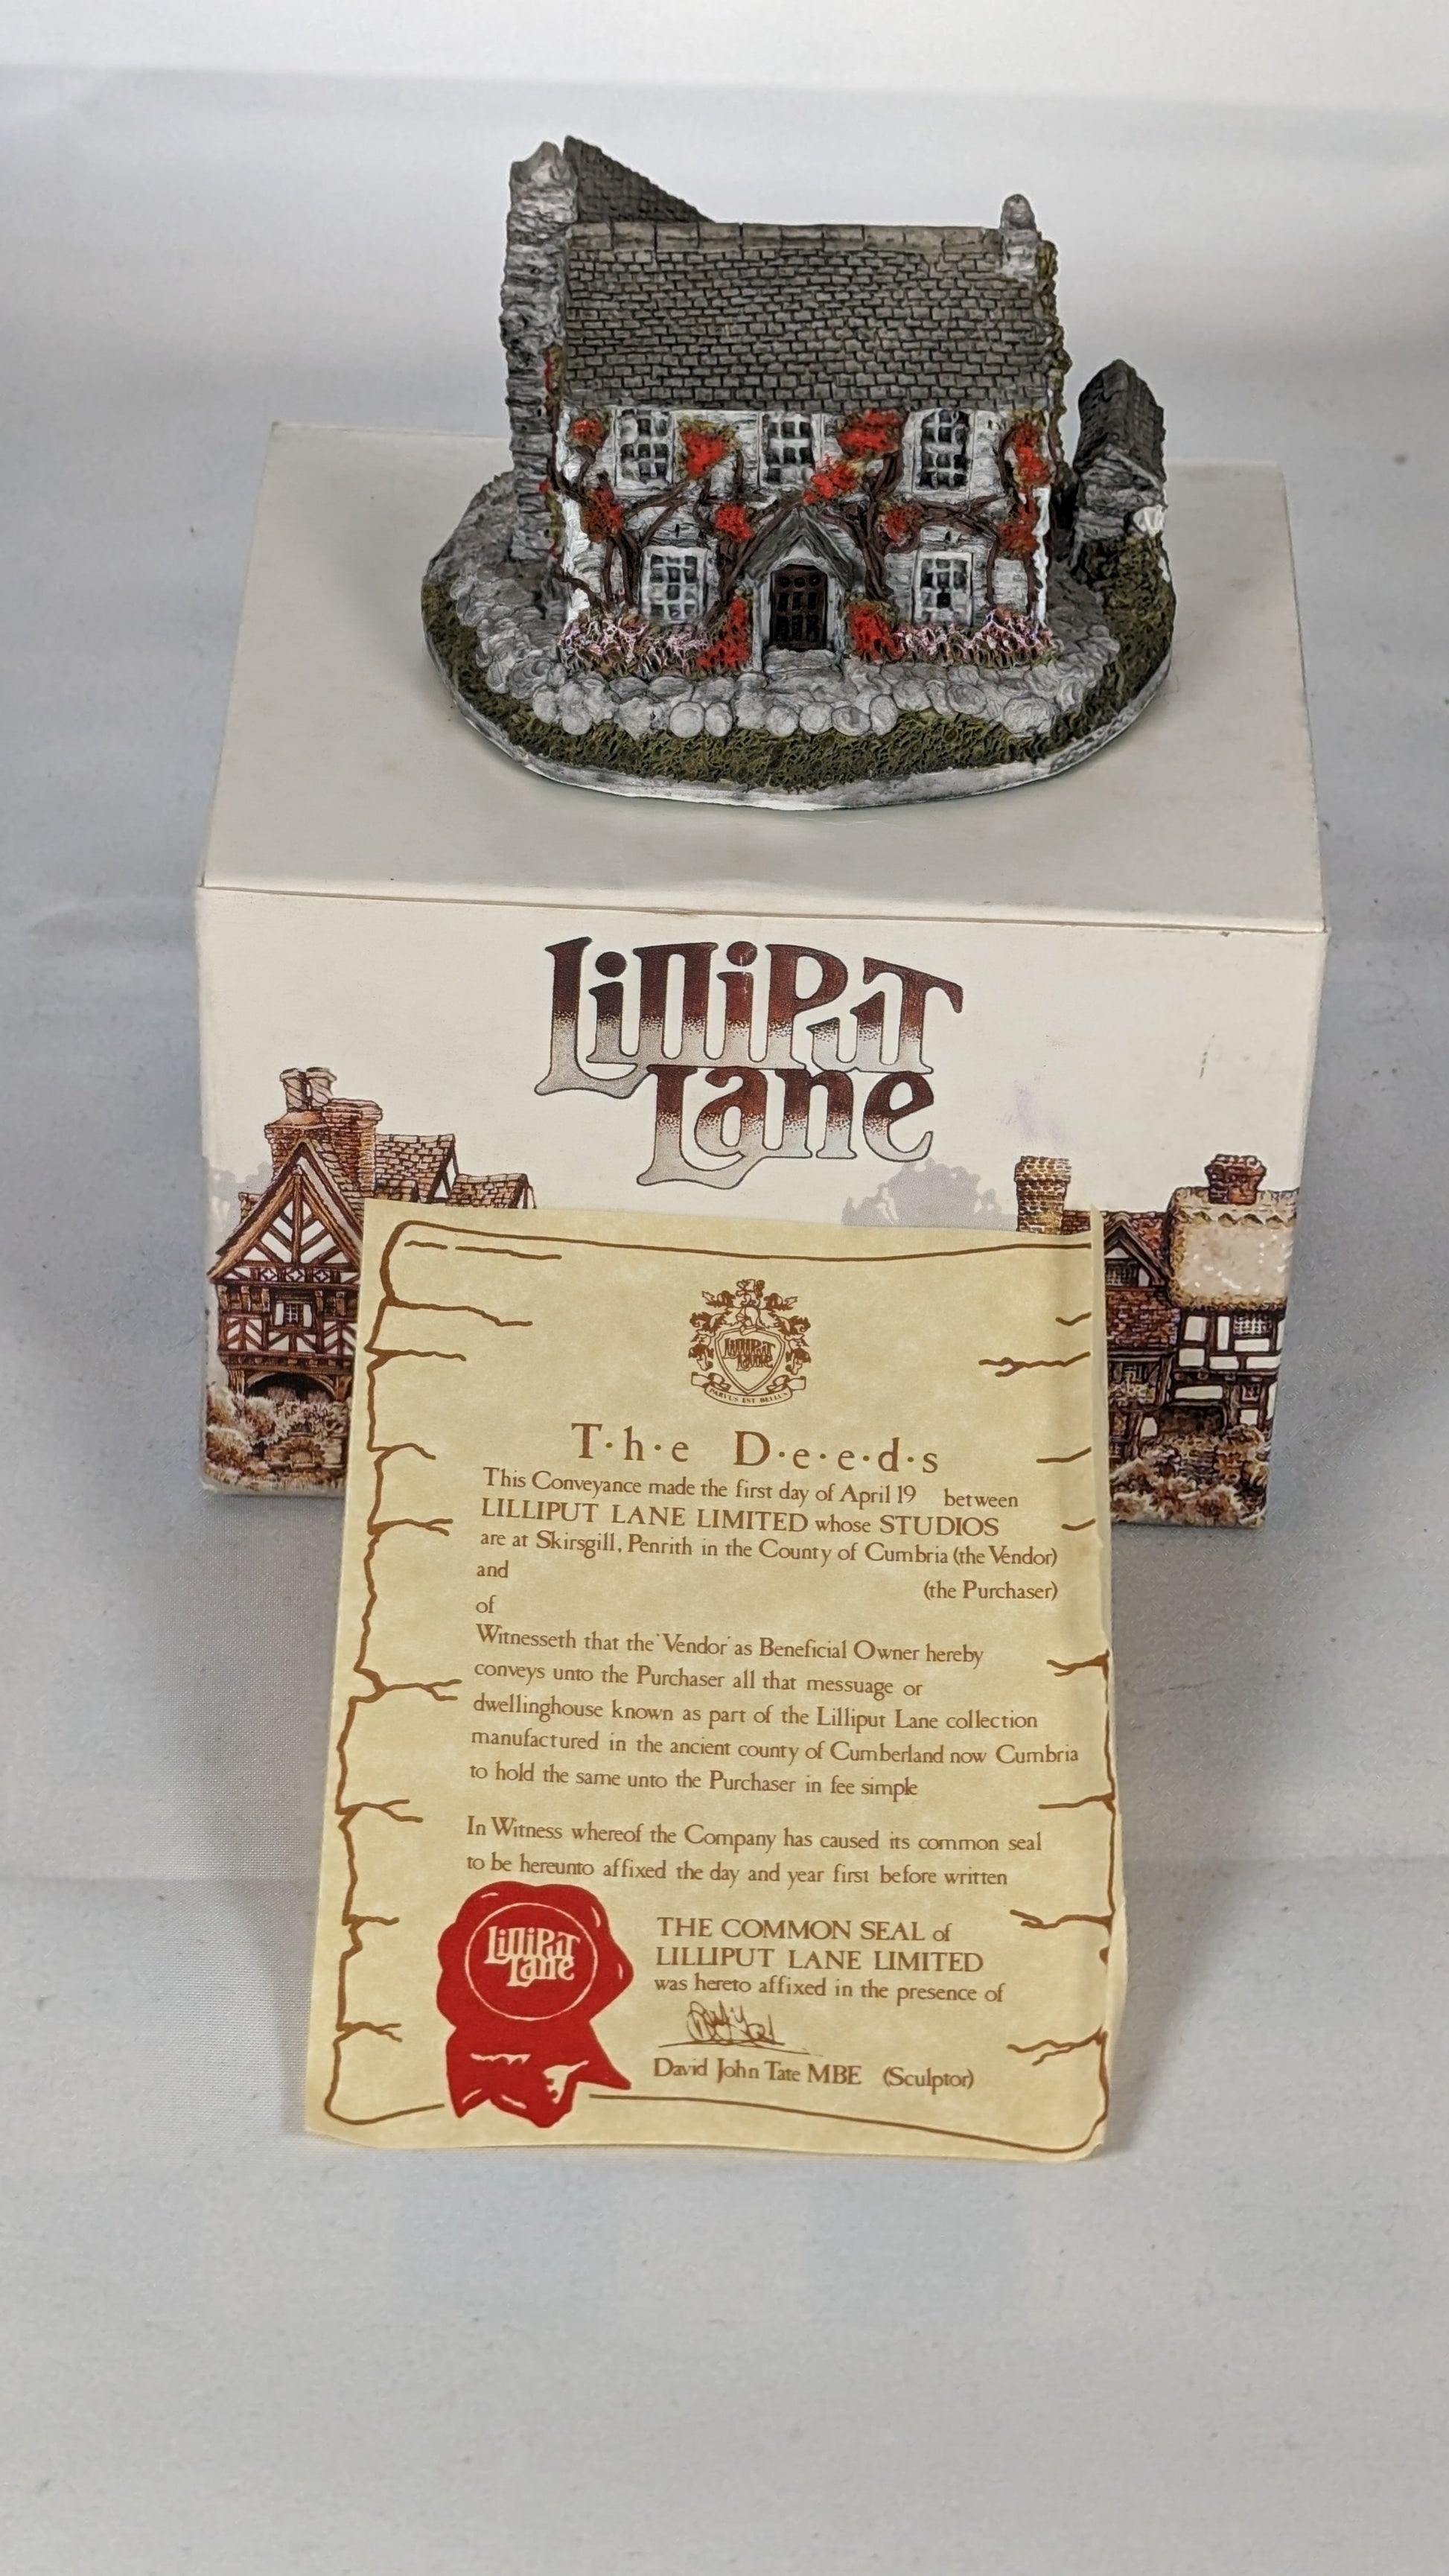 LilliPuT
Lane
LilliPuT
Lane
PARVUS EST BELLUS
T·h·e D·e·e·d·s
This Conveyance made the first day of April 19 between
LILLIPUT LANE LIMITED whose STUDIOS
are at Skirsgill, Penrith in the County of Cumbria (the Vendor)
and
(the Purchaser)
of
Witnesseth that the 'Vendor' as Beneficial Owner hereby
conveys unto the Purchaser all that messuage or
dwellinghouse known as part of the Lilliput Lane collection
manufactured in the ancient county of Cumberland now Cumbria
to hold the same unto the Purchaser in fee simple
In Witness whereof the Company has caused its common seal
to be hereunto affixed the day and year first before written
LilliPuT
Lane
THE COMMON SEAL of
LILLIPUT LANE LIMITED
was hereto affixed in the presence of
David John Tate MBE (Sculptor)